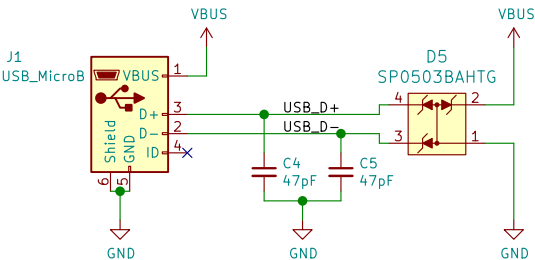 VBUS
VBUS
J1
USB_MicroB
D5
SP0503BAHTG
VBUS 1
D+ 3
D- 2
ID 4
Shield
GND
6
5
USB_D+
USB_D-
4
2
3
1
C4
47pF
C5
47pF
GND
GND
GND